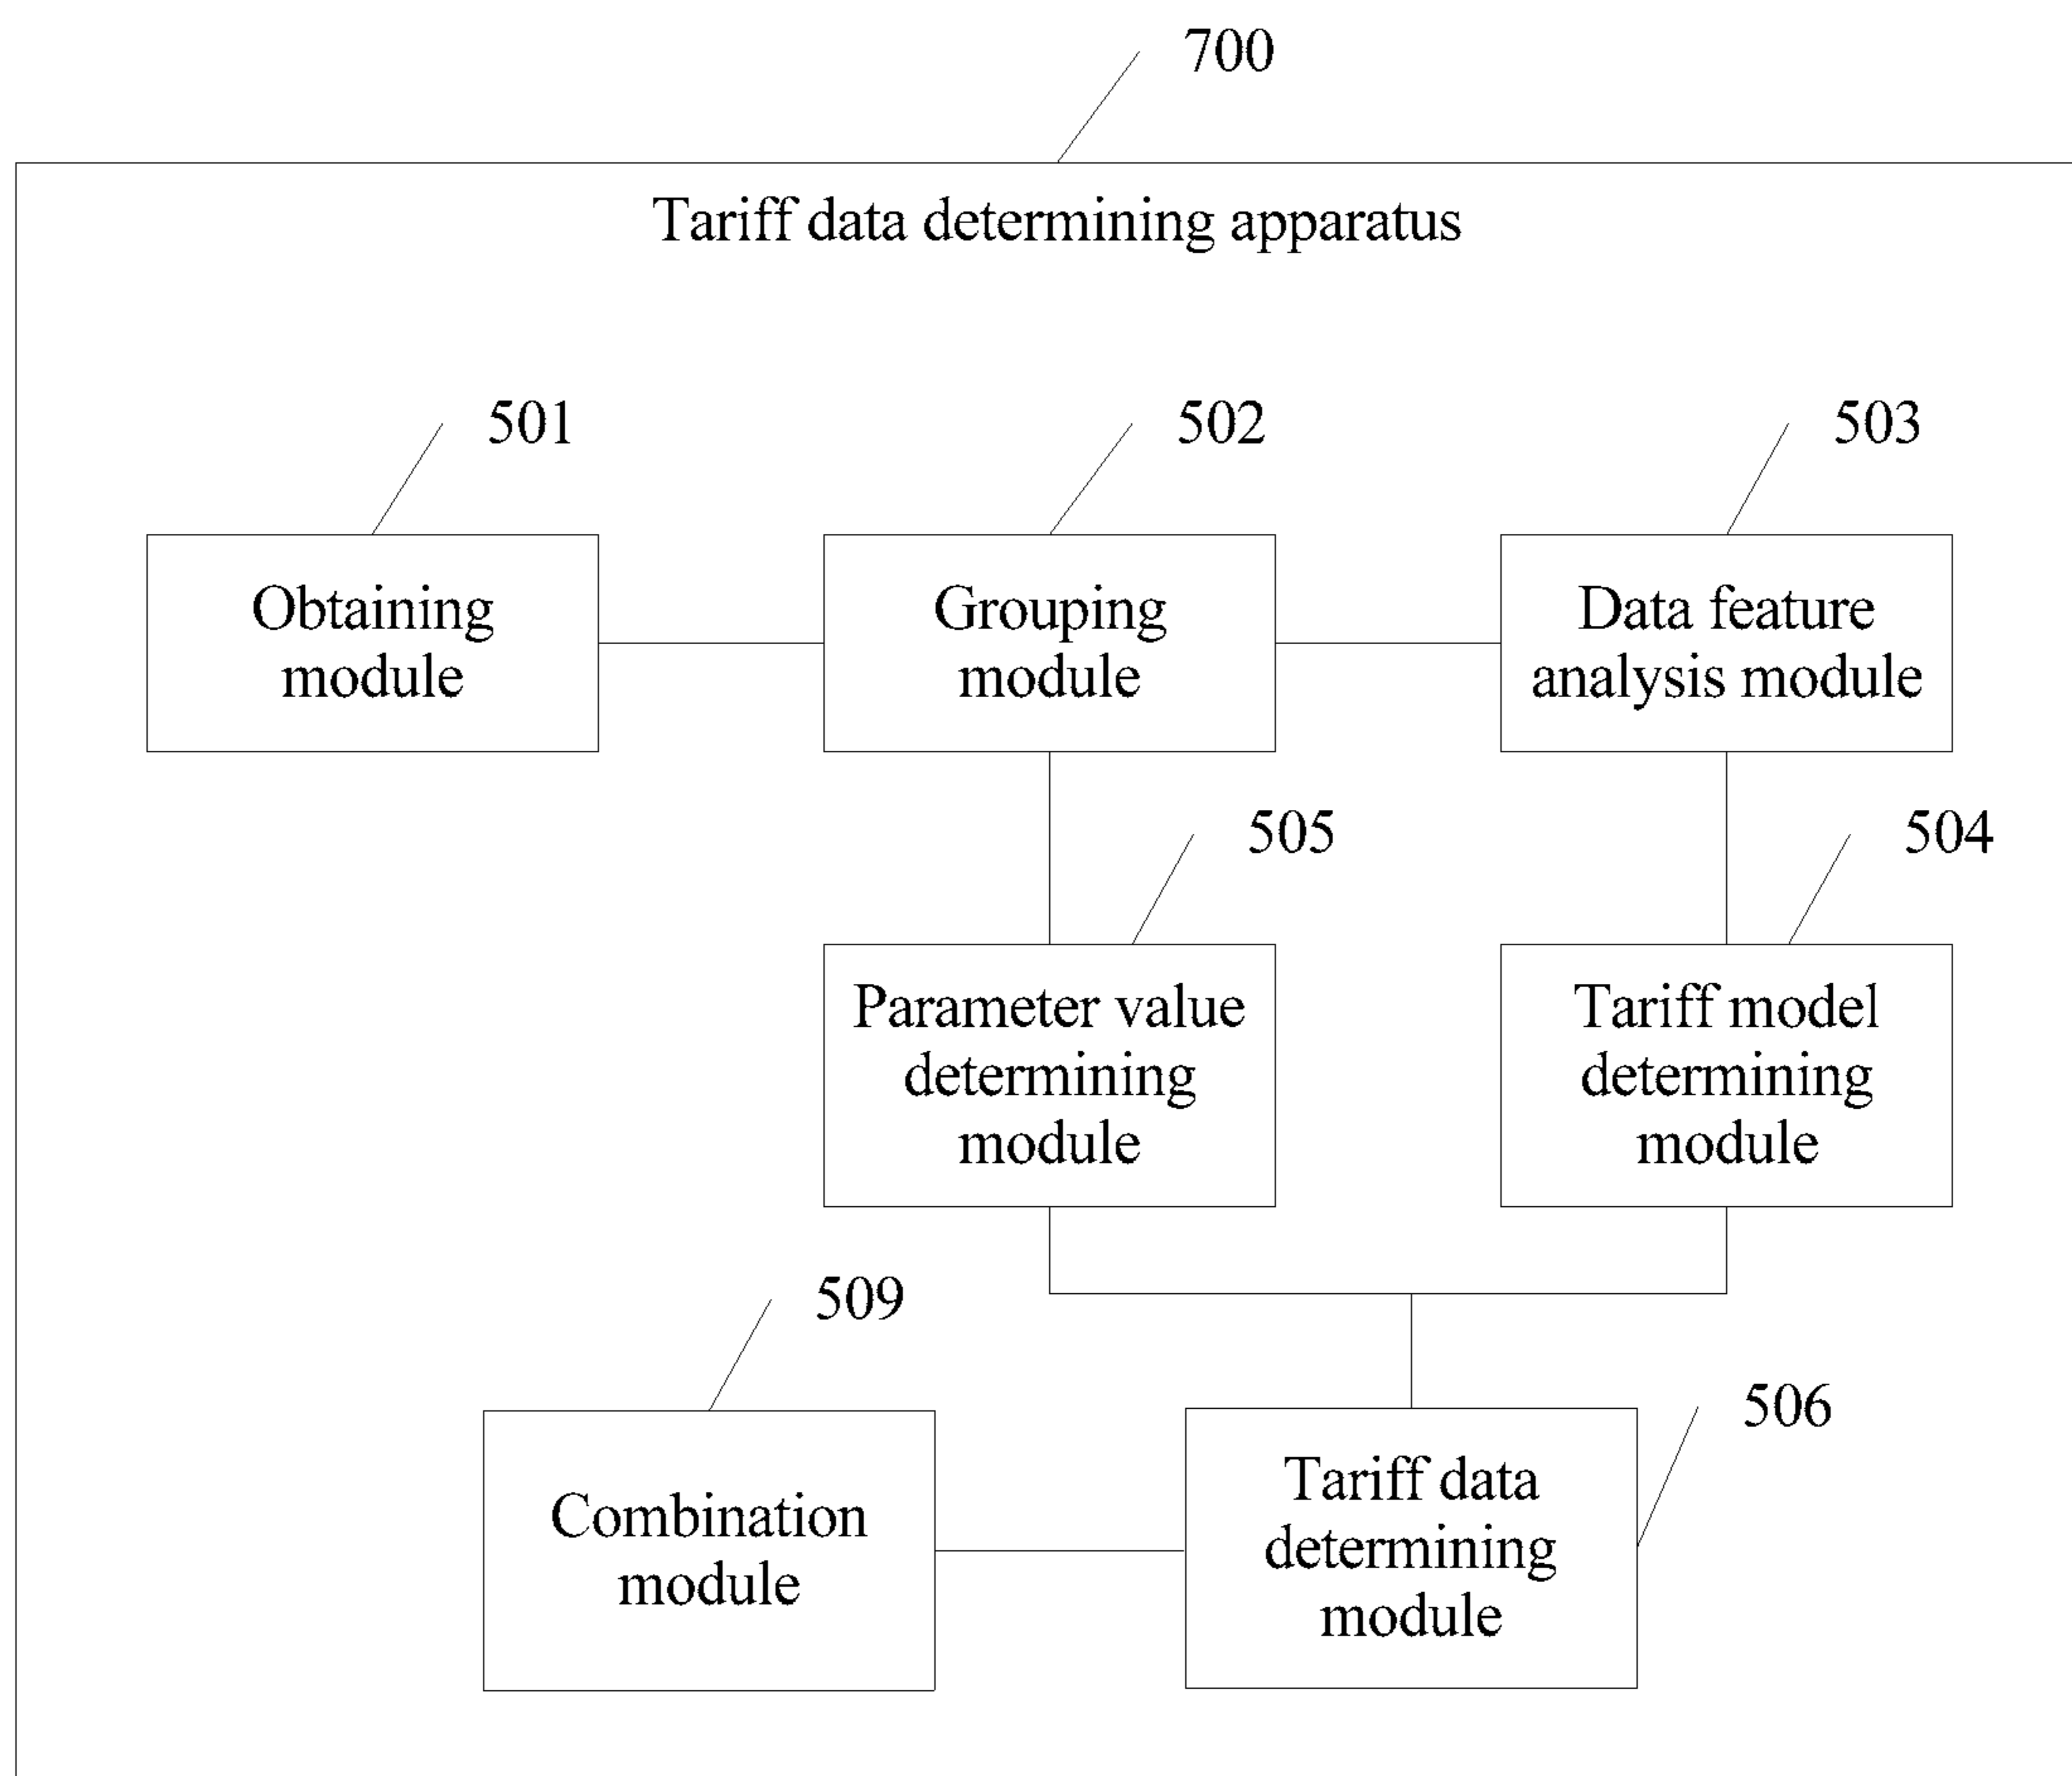 700
Tariff data determining apparatus
501
502
503
Obtaining
module
Grouping
module
Data feature
analysis module
505
504
Parameter value
determining
module
Tariff model
determining
module
509
506
Combination
module
Tariff data
determining
module